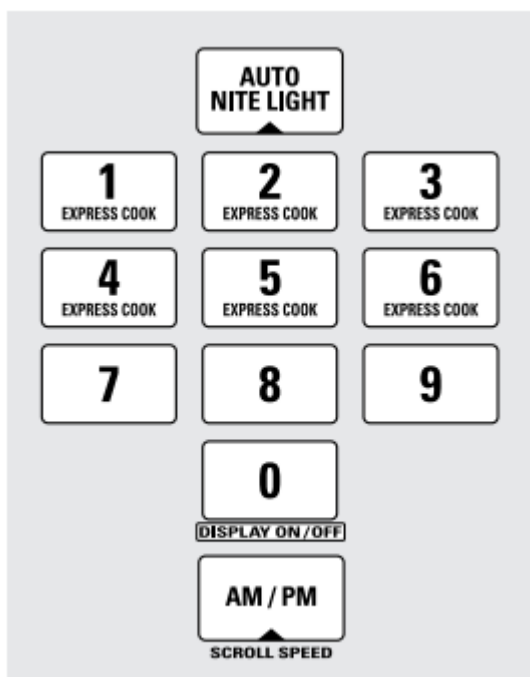 AUTO
NITE LIGHT
1 2 3
EXPRESS COOK EXPRESS COOK EXPRESS COOK
4 5 6
EXPRESS COOK EXPRESS COOK EXPRESS COOK
7 8 9
0
DISPLAY ON/OFF
AM / PM
SCROLL SPEED